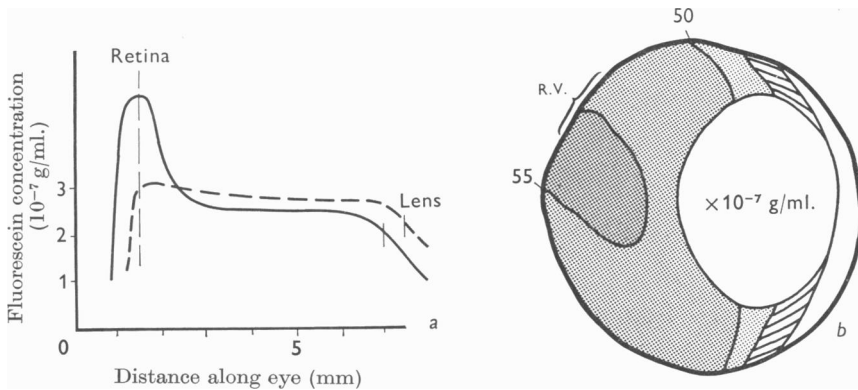 Retina
Fluorescein concentration
(10⁻⁷ g/ml.)
3
2
1
0
5
Lens
a
Distance along eye (mm)
50
R.V.
55
×10⁻⁷ g/ml.
b